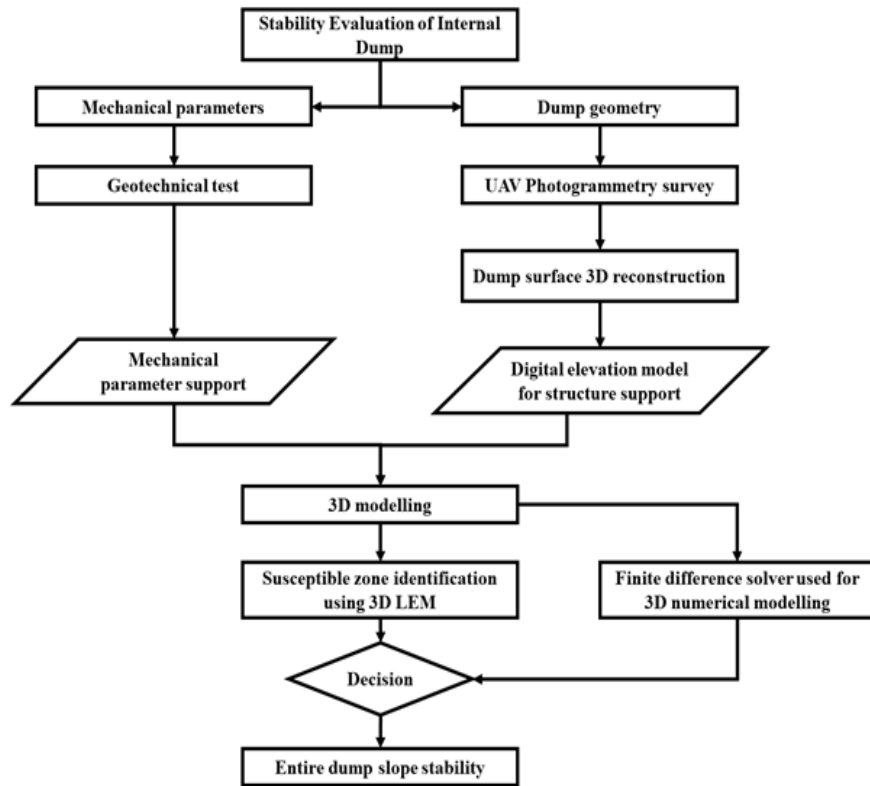 Stability Evaluation of Internal
Dump
Mechanical parameters
Dump geometry
Geotechnical test
UAV Photogrammetry survey
Dump surface 3D reconstruction
Mechanical
parameter support
Digital elevation model
for structure support
3D modelling
Susceptible zone identification
using 3D LEM
Finite difference solver used for
3D numerical modelling
Decision
Entire dump slope stability